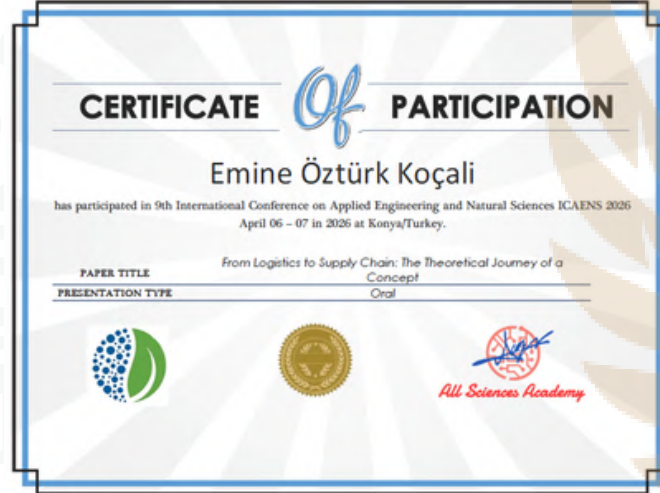 CERTIFICATE Of PARTICIPATION
Emine Öztürk Koçali
has participated in 9th International Conference on Applied Engineering and Natural Sciences ICAENS 2026
April 06 – 07 in 2026 at Konya/Turkey.
PAPER TITLE From Logistics to Supply Chain: The Theoretical Journey of a
Concept
PRESENTATION TYPE Oral
All Sciences Academy